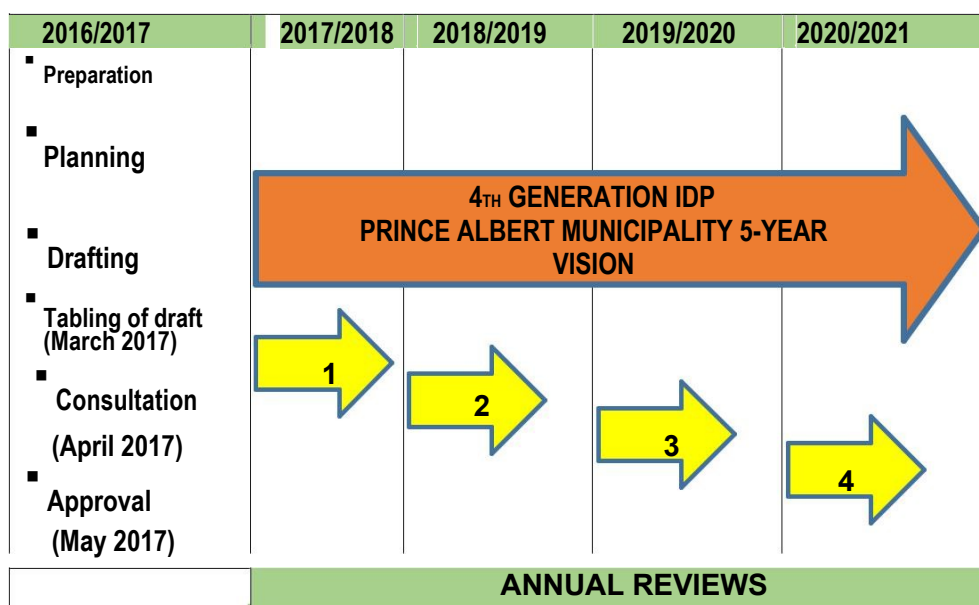 2016/2017 2017/2018 2018/2019 2019/2020 2020/2021
▪ Preparation
▪ Planning
▪ Drafting
▪ Tabling of draft
(March 2017)
▪ Consultation
(April 2017)
▪ Approval
(May 2017)
4TH GENERATION IDP
PRINCE ALBERT MUNICIPALITY 5-YEAR
VISION
1
2
3
4
ANNUAL REVIEWS